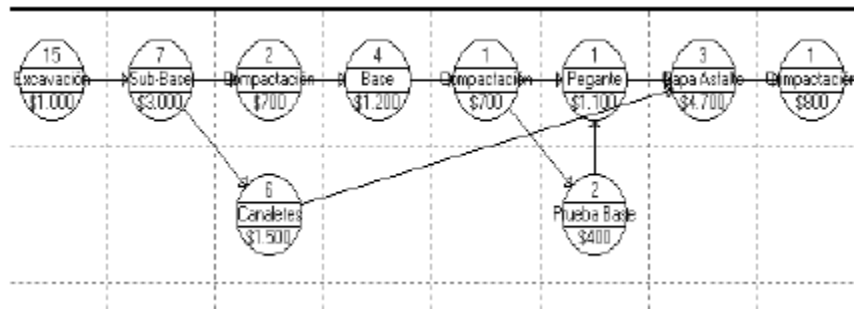 15
Excavación
$1.000
7
Sub-Base
$3.000
2
Compactación
$700
4
Base
$1.200
1
Compactación
$700
1
Pegante
$1.100
3
Capa Asfalto
$4.700
1
Compactación
$800
6
Canaletes
$1.500
2
Prueba Base
$400